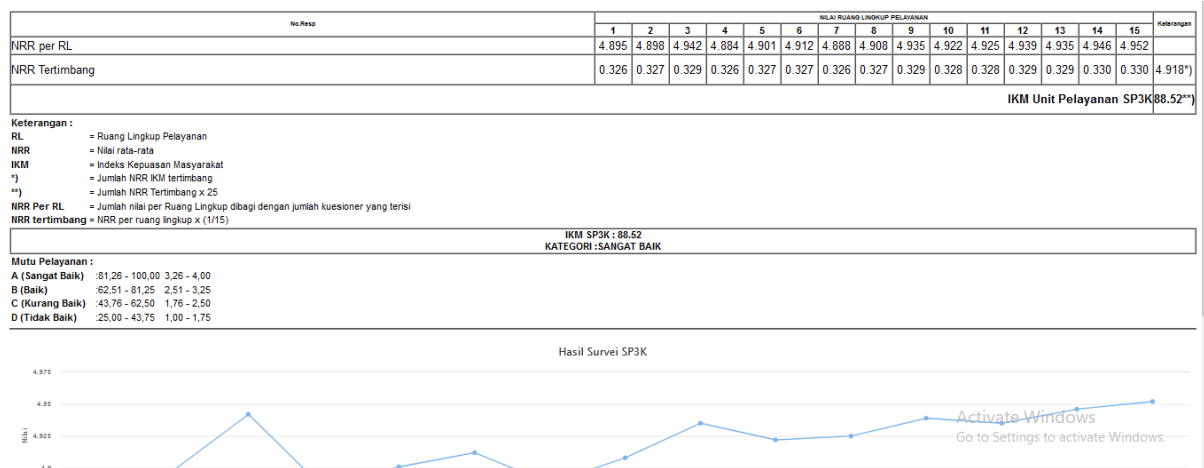 No.Resp NILAI RUANG LINGKUP PELAYANAN Keterangan
1 2 3 4 5 6 7 8 9 10 11 12 13 14 15
NRR per RL 4.895 4.898 4.942 4.884 4.901 4.912 4.888 4.908 4.935 4.922 4.925 4.939 4.935 4.946 4.952
NRR Tertimbang 0.326 0.327 0.329 0.326 0.327 0.327 0.326 0.327 0.329 0.328 0.328 0.329 0.329 0.330 0.330 4.918*)
IKM Unit Pelayanan SP3K 88.52**)
Keterangan :
RL = Ruang Lingkup Pelayanan
NRR = Nilai rata-rata
IKM = Indeks Kepuasan Masyarakat
*) = Jumlah NRR IKM tertimbang
**) = Jumlah NRR Tertimbang x 25
NRR Per RL = Jumlah nilai per Ruang Lingkup dibagi dengan jumlah kuesioner yang terisi
NRR tertimbang = NRR per ruang lingkup x (1/15)
IKM SP3K : 88.52
KATEGORI :SANGAT BAIK
Mutu Pelayanan :
A (Sangat Baik) :81,26 - 100,00 3,26 - 4,00
B (Baik) :62,51 - 81,25 2,51 - 3,25
C (Kurang Baik) :43,76 - 62,50 1,76 - 2,50
D (Tidak Baik) :25,00 - 43,75 1,00 - 1,75
Hasil Survei SP3K
4.975
4.95
4.925
Nilai
Activate Windows
Go to Settings to activate Windows.